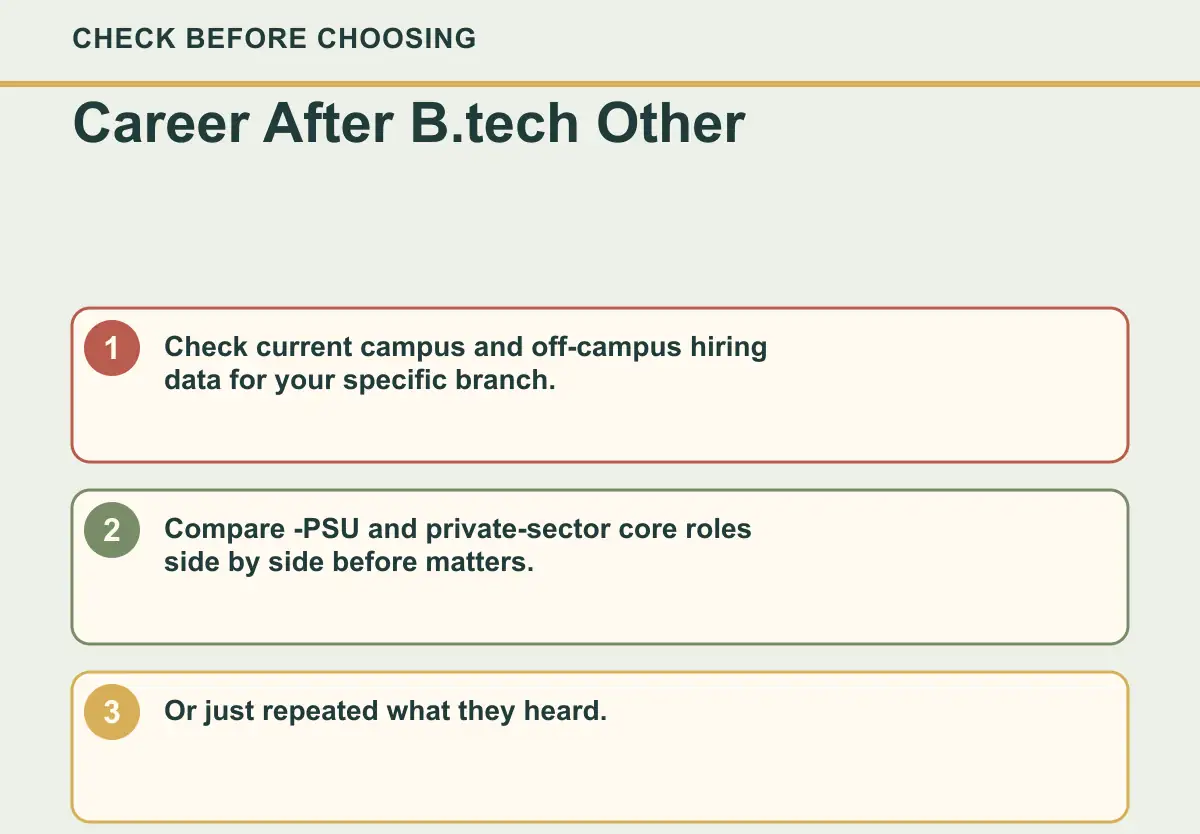 CHECK BEFORE CHOOSING
Career After B.tech Other
1
Check current campus and off-campus hiring
data for your specific branch.
2
Compare -PSU and private-sector core roles
side by side before matters.
3
Or just repeated what they heard.